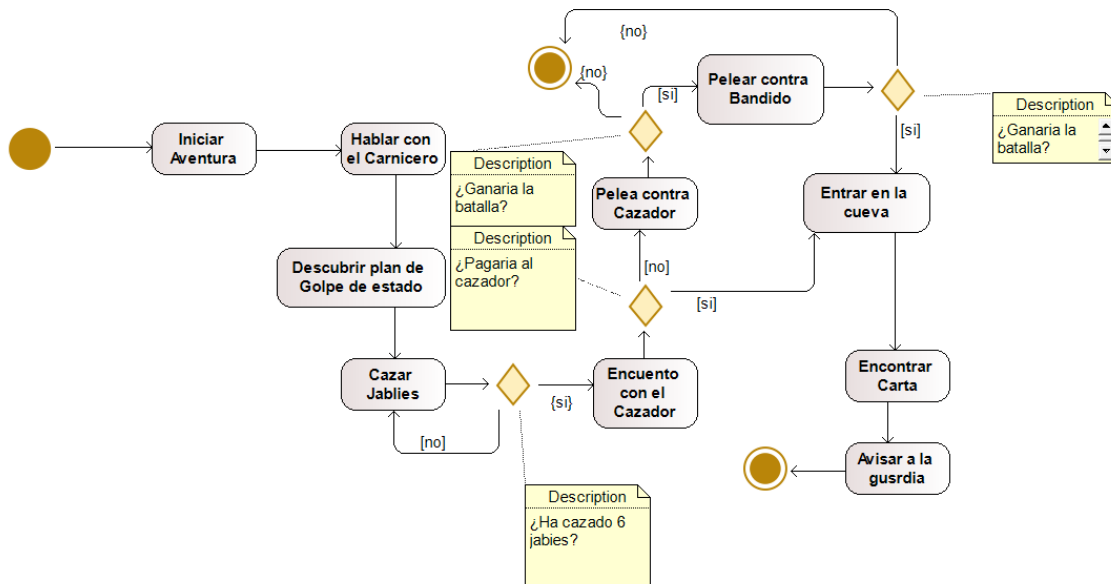 {no}
{no}
[si]
Pelear contra
Bandido
Description
¿Ganaria la
batalla?
[si]
Iniciar
Aventura
Hablar con
el Carnicero
Description
¿Ganaria la
batalla?
Pelea contra
Cazador
Entrar en la
cueva
Description
¿Pagaria al
cazador?
[no]
[si]
Descubrir plan de
Golpe de estado
Cazar
Jablies
{si}
Encuento
con el
Cazador
[no]
Encontrar
Carta
Avisar a la
gusrdia
Description
¿Ha cazado 6
jabies?